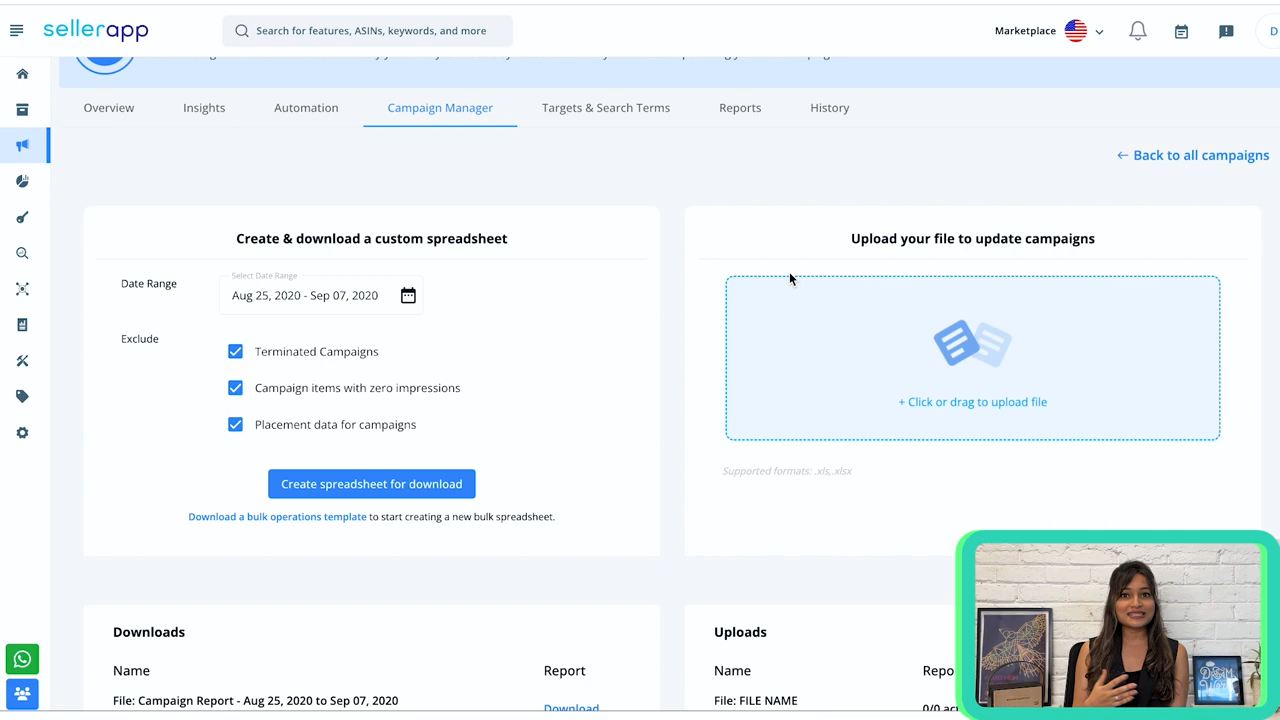 sellerapp
Search for features, ASINs, keywords, and more
Marketplace
D
Overview
Insights
Automation
Campaign Manager
Targets & Search Terms
Reports
History
← Back to all campaigns
Create & download a custom spreadsheet
Date Range
Select Date Range
Aug 25, 2020 - Sep 07, 2020
Exclude
Terminated Campaigns
Campaign items with zero impressions
Placement data for campaigns
Create spreadsheet for download
Download a bulk operations template to start creating a new bulk spreadsheet.
Upload your file to update campaigns
+ Click or drag to upload file
Supported formats: .xls,.xlsx
Downloads
Name
Report
File: Campaign Report - Aug 25, 2020 to Sep 07, 2020
Download
Uploads
Name
Repo
File: FILE NAME
0/0
DREAM